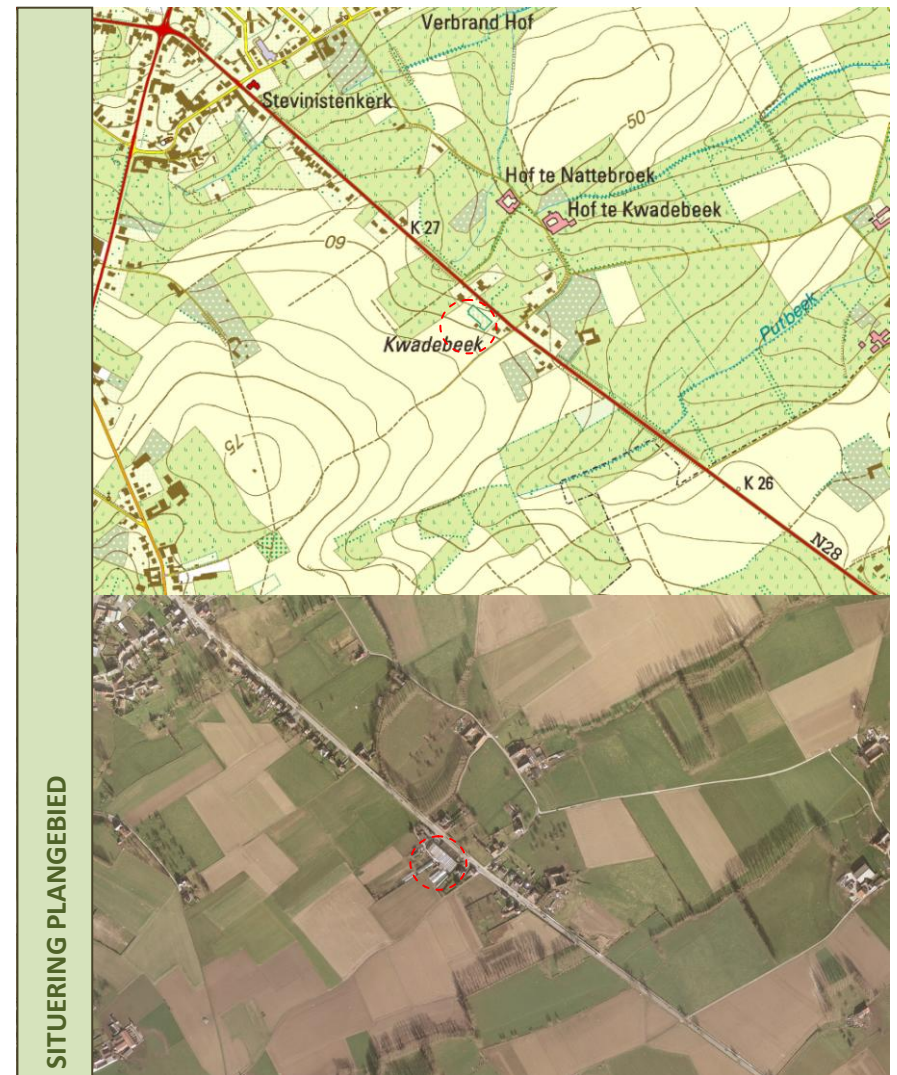 SITUERING PLANGEBIED
Verbrand Hof
Stevinistenkerk
50
Hof te Nattebroek
Hof te Kwadebeek
K 27
60
Putbeek
Kwadebeek
75
K 26
N28